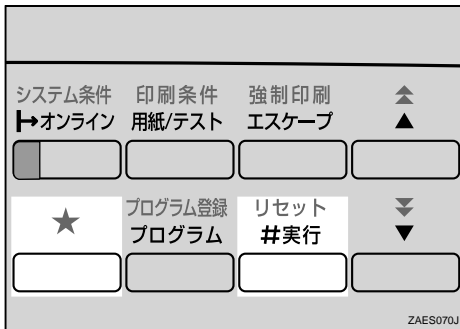 システム条件 印刷条件 強制印刷
オンライン 用紙/テスト エスケープ ▲
★ プログラム登録 リセット
プログラム #実行 ▼
ZAES070J